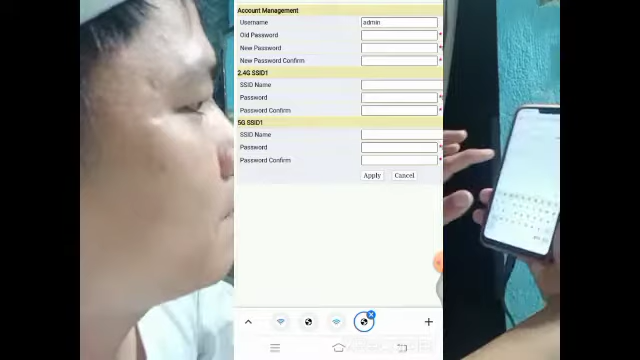 Account Management
Username admin
Old Password *
New Password *
New Password Confirm *
2.4G SSID1
SSID Name
Password *
Password Confirm *
5G SSID1
SSID Name
Password *
Password Confirm *
Apply Cancel